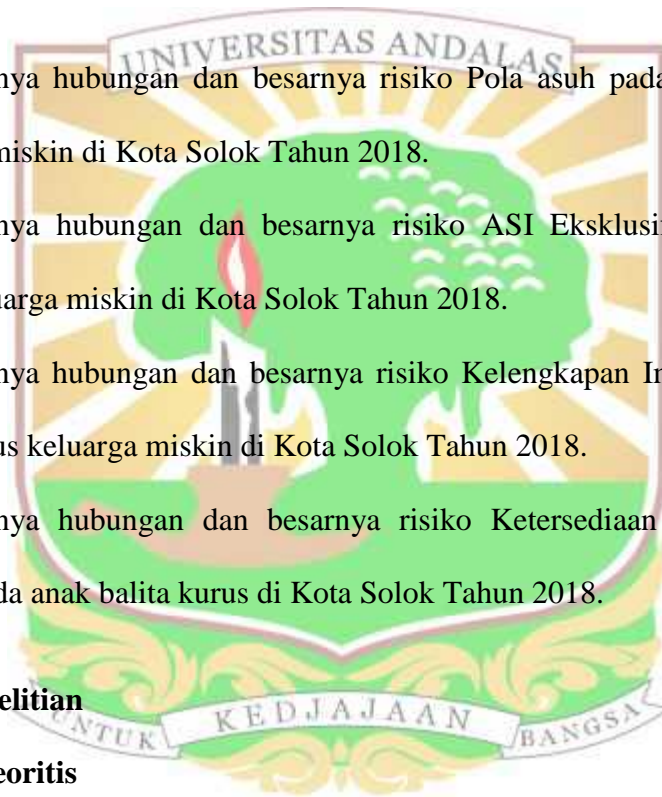 UNIVERSITAS ANDALAS
nya hubungan dan besarnya risiko Pola asuh pada
miskin di Kota Solok Tahun 2018.
nya hubungan dan besarnya risiko ASI Eksklusif
uarga miskin di Kota Solok Tahun 2018.
nya hubungan dan besarnya risiko Kelengkapan In
us keluarga miskin di Kota Solok Tahun 2018.
nya hubungan dan besarnya risiko Ketersediaan
da anak balita kurus di Kota Solok Tahun 2018.
elitian
UNTUK KEDJAJAAN BANGSA
eoritis